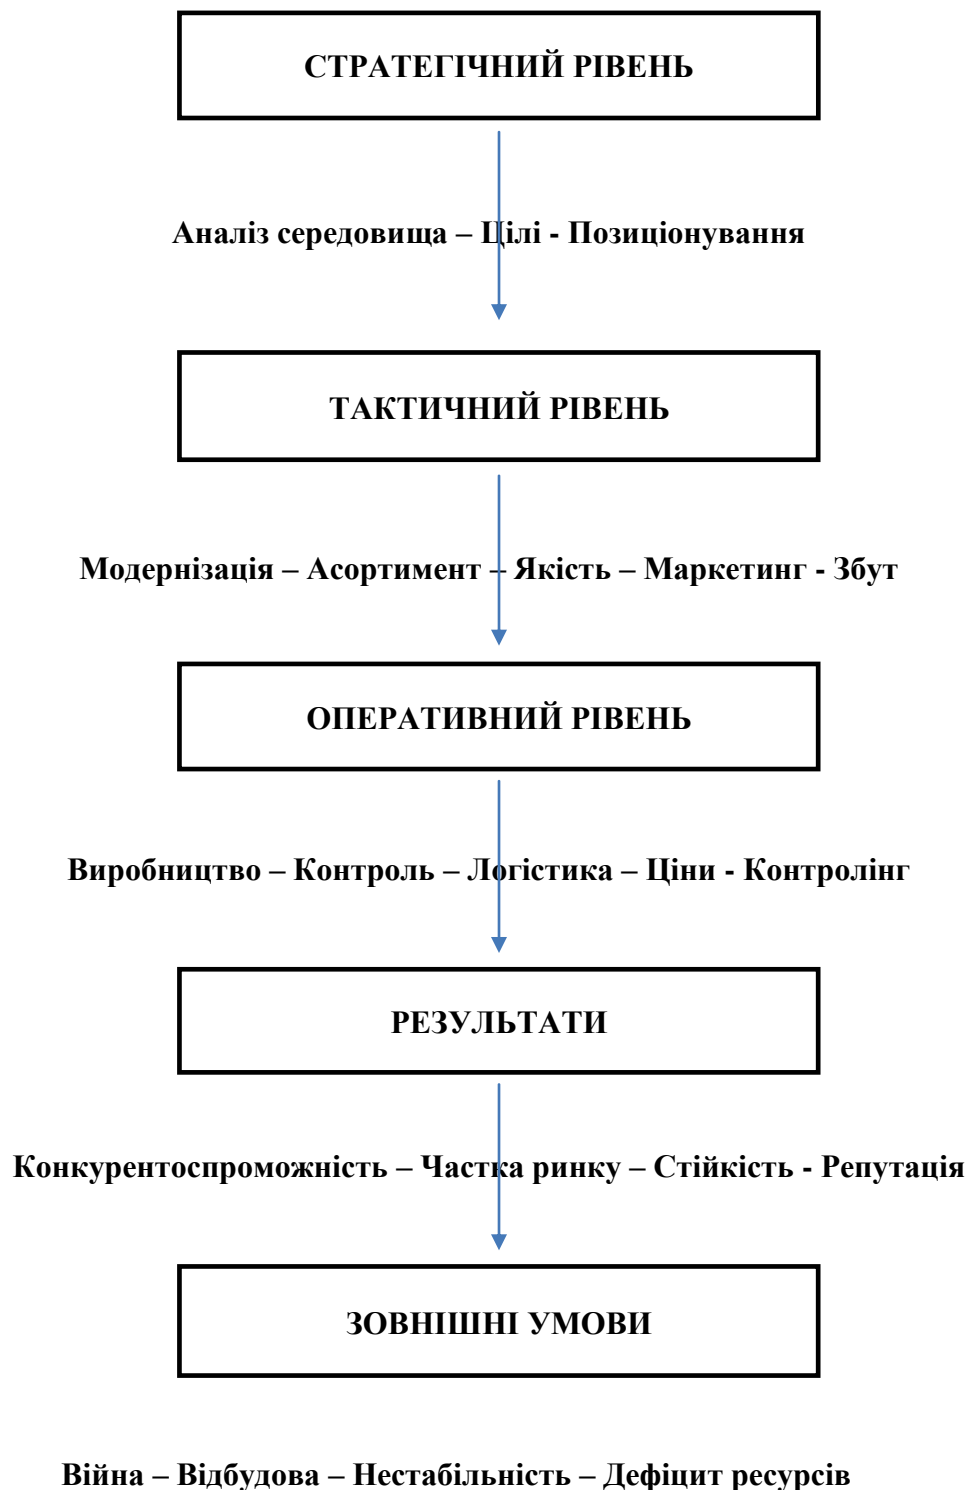 СТРАТЕГІЧНИЙ РІВЕНЬ
Аналіз середовища – Цілі - Позиціонування
ТАКТИЧНИЙ РІВЕНЬ
Модернізація – Асортимент – Якість – Маркетинг - Збут
ОПЕРАТИВНИЙ РІВЕНЬ
Виробництво – Контроль – Логістика – Ціни - Контролінг
РЕЗУЛЬТАТИ
Конкурентоспроможність – Частка ринку – Стійкість - Репутація
ЗОВНІШНІ УМОВИ
Війна – Відбудова – Нестабільність – Дефіцит ресурсів